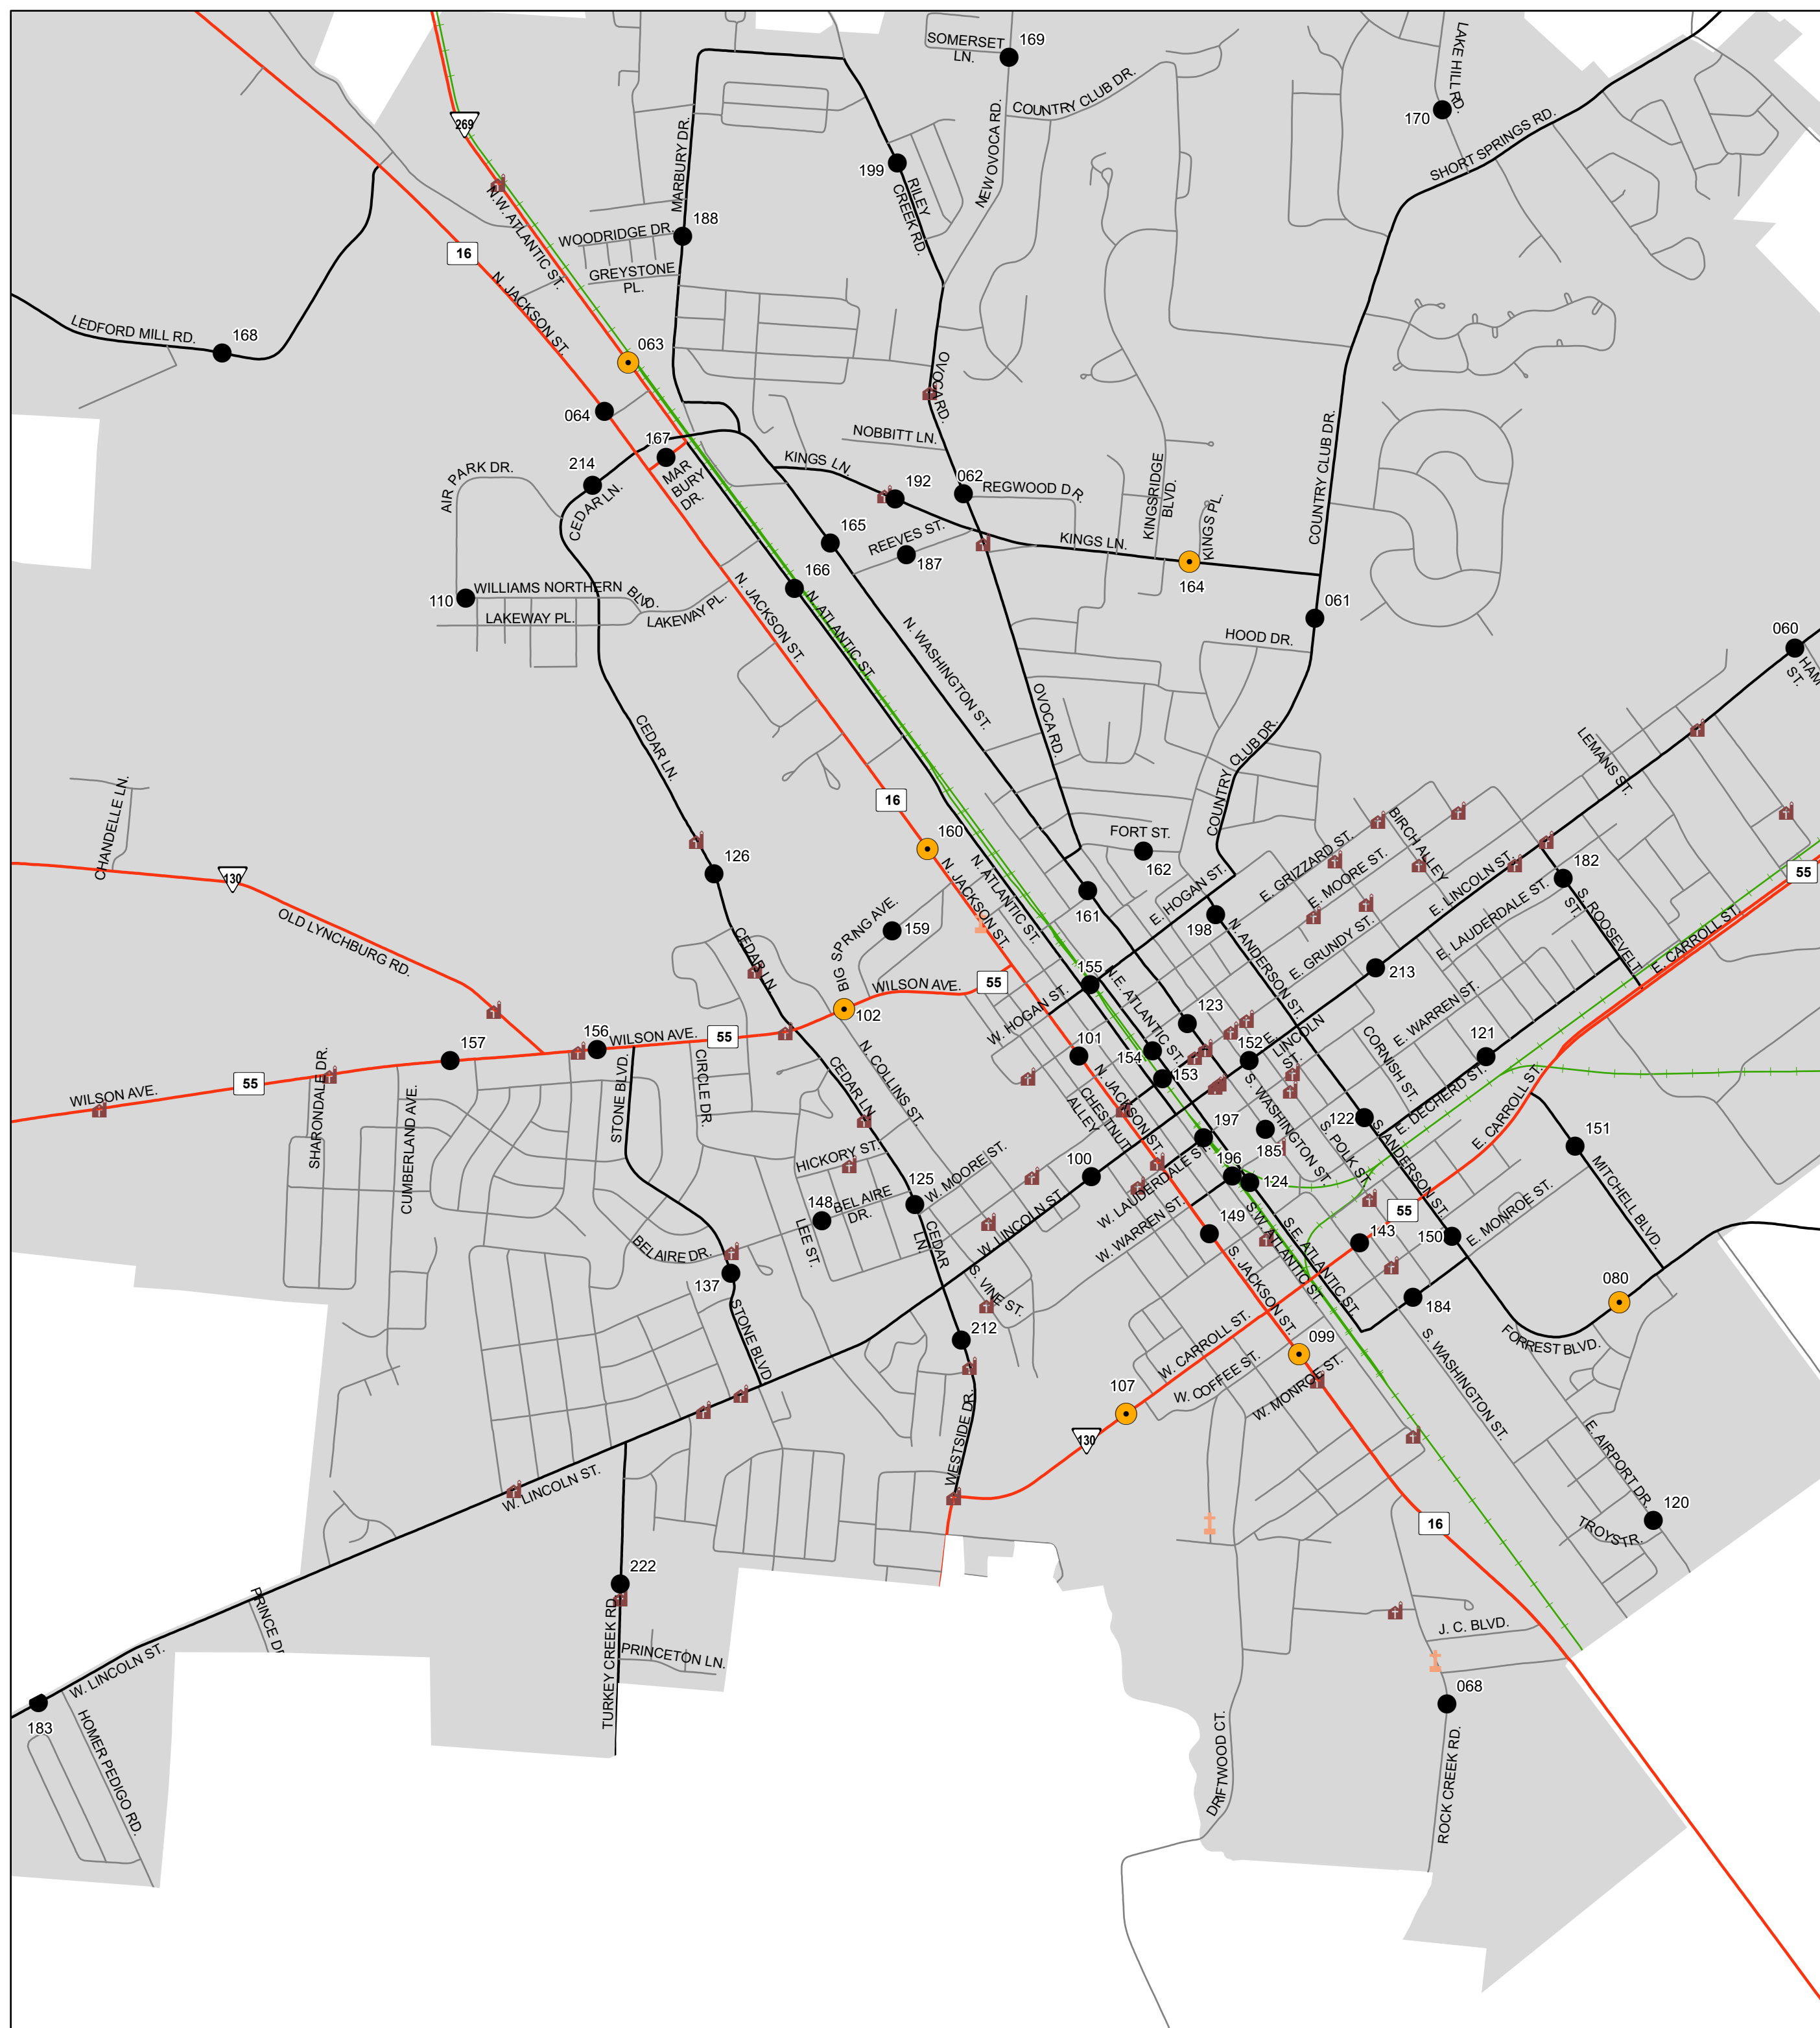 SOMERSET
LN.
169
LAKE HILL RD.
COUNTRY CLUB DR.
170
269
SHORT SPRINGS RD.
MARBURY DR.
NEW OVOCA RD.
199
RILEY
CREEK RD.
N.W. ATLANTIC ST.
188
WOODRIDGE DR.
16
GREYSTONE
PL.
N. JACKSON ST.
LEDFORD MILL RD.
168
063
OVOCA RD.
064
COUNTRY CLUB DR.
NOBBITT LN.
167
214
AIR PARK DR.
MAR
BURY
DR.
KINGS LN.
192
062
REGWOOD DR.
KINGSRIDGE
BLVD.
KINGS PL.
CEDAR LN.
165
REEVES ST.
187
KINGS LN.
164
166
110
WILLIAMS NORTHERN
BLVD.
LAKEWAY PL.
LAKEWAY PL.
061
N. JACKSON ST.
N. ATLANTIC ST.
N. WASHINGTON ST.
HOOD DR.
060
HAM
ST.
OVOCA RD.
CEDAR LN.
COUNTRY CLUB DR.
LEMANS ST.
CHANDELLE LN.
16
160
FORT ST.
162
BIRCH ALLEY
E. GRIZZARD ST.
E. MOORE ST.
E. LINCOLN ST.
182
55
126
130
N. JACKSON ST.
N. ATLANTIC ST.
161
E. HOGAN ST.
198
E. LAUDERDALE ST.
S. ROOSEVELT
ST.
OLD LYNCHBURG RD.
BIG SPRING AVE.
159
N. ANDERSON ST.
E. GRUNDY ST.
213
E. CARROLL ST.
CEDAR LN.
WILSON AVE.
55
155
N.E. ATLANTIC ST.
W. HOGAN ST.
123
E. WARREN ST.
102
157
156
WILSON AVE.
55
101
154
152
E. LINCOLN
ST.
CORNISH ST.
121
55
WILSON AVE.
SHARONDALE DR.
CUMBERLAND AVE.
STONE BLVD.
CIRCLE DR.
CEDAR LN.
N. COLLINS ST.
N. JACKSON ST.
CHESTNUT
ALLEY
153
S. WASHINGTON ST.
E. DECHERD ST.
E. CARROLL ST.
197
185
S. POLK ST.
122
S. ANDERSON ST.
151
HICKORY ST.
W. MOORE ST.
100
W. LAUDERDALE ST.
196
124
MITCHELL BLVD.
148
BELAIRE
DR.
125
W. WARREN ST.
149
S.W. ATLANTIC ST.
S.E. ATLANTIC ST.
55
143
150
E. MONROE ST.
LEE ST.
CEDAR
LN.
W. LINCOLN ST.
BELAIRE DR.
137
S. VINE ST.
S. JACKSON ST.
184
080
STONE BLVD.
212
W. CARROLL ST.
099
S. WASHINGTON ST.
FORREST BLVD.
107
W. COFFEE ST.
W. MONROE ST.
WESTSIDE DR.
130
E. AIRPORT DR.
W. LINCOLN ST.
16
120
TROY STR.
222
PRINCE DR
TURKEY CREEK RD.
PRINCETON LN.
J. C. BLVD.
W. LINCOLN ST.
183
HOMER PEDIGO RD.
068
DRIFTWOOD CT.
ROCK CREEK RD.